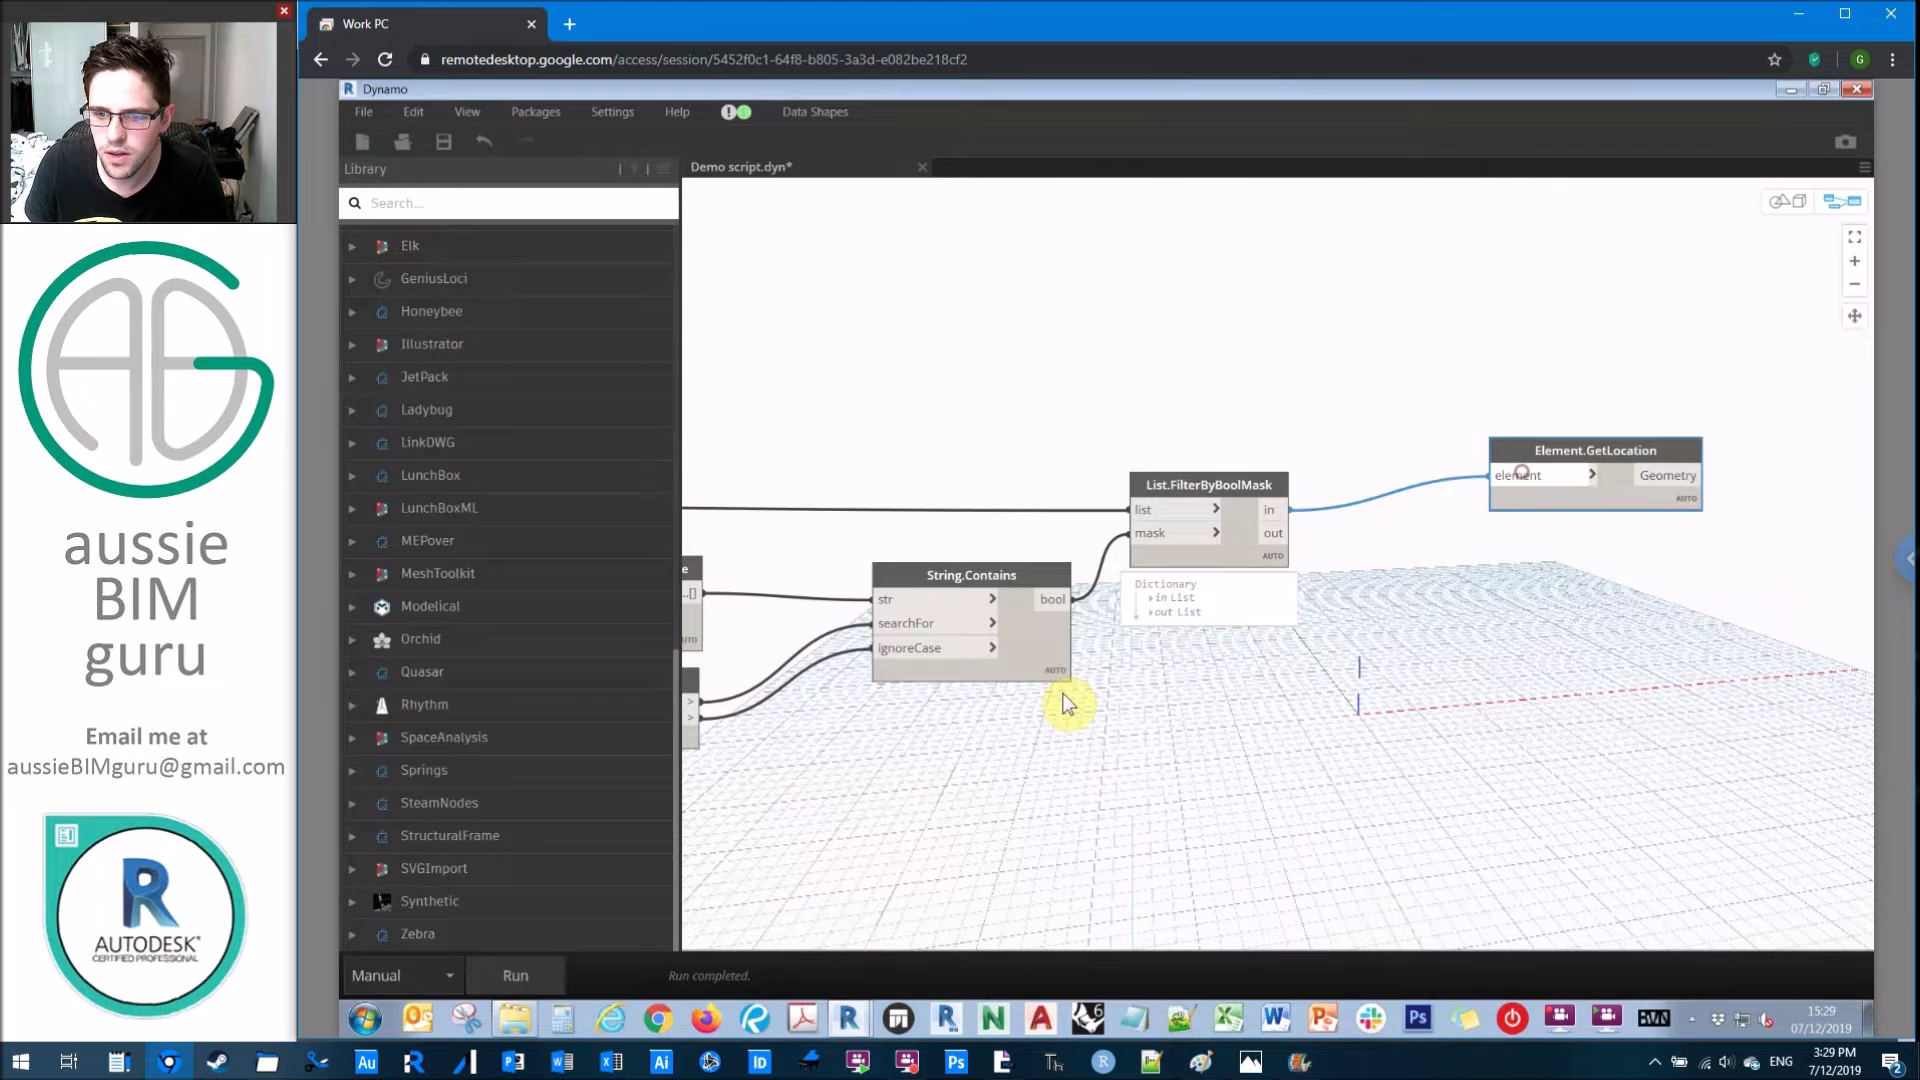 Work PC
remotedesktop.google.com/access/session/5452f0c1-64f8-b805-3a3d-e082be218cf2
G
R Dynamo
File Edit View Packages Settings Help Data Shapes
Library
Demo script.dyn*
Search...
Elk
GeniusLoci
Honeybee
Illustrator
JetPack
Ladybug
LinkDWG
LunchBox
LunchBoxML
MEPover
MeshToolkit
Modelical
Orchid
Quasar
Rhythm
SpaceAnalysis
Springs
SteamNodes
StructuralFrame
SVGImport
Synthetic
Zebra
Element.GetLocation
element > Geometry
AUTO
List.FilterByBoolMask
list > in
mask > out
AUTO
Dictionary
in List
out List
e
..[]
String.Contains
str > bool
searchFor >
ignoreCase >
AUTO
>
>
Manual Run Run completed.
aussie
BIM
guru
Email me at
aussieBIMguru@gmail.com
R
AUTODESK
CERTIFIED PROFESSIONAL
BVN
15:29
07/12/2019
ENG
3:29 PM
7/12/2019
2